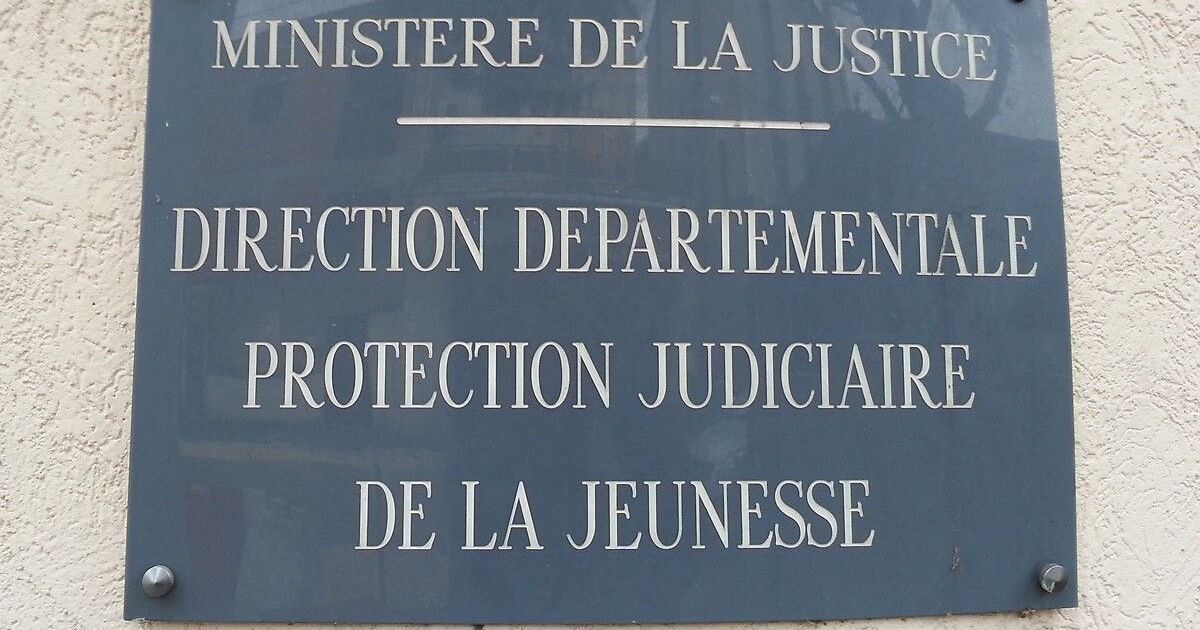 MINISTERE DE LA JUSTICE
DIRECTION DEPARTEMENTALE
PROTECTION JUDICIAIRE
DE LA JEUNESSE